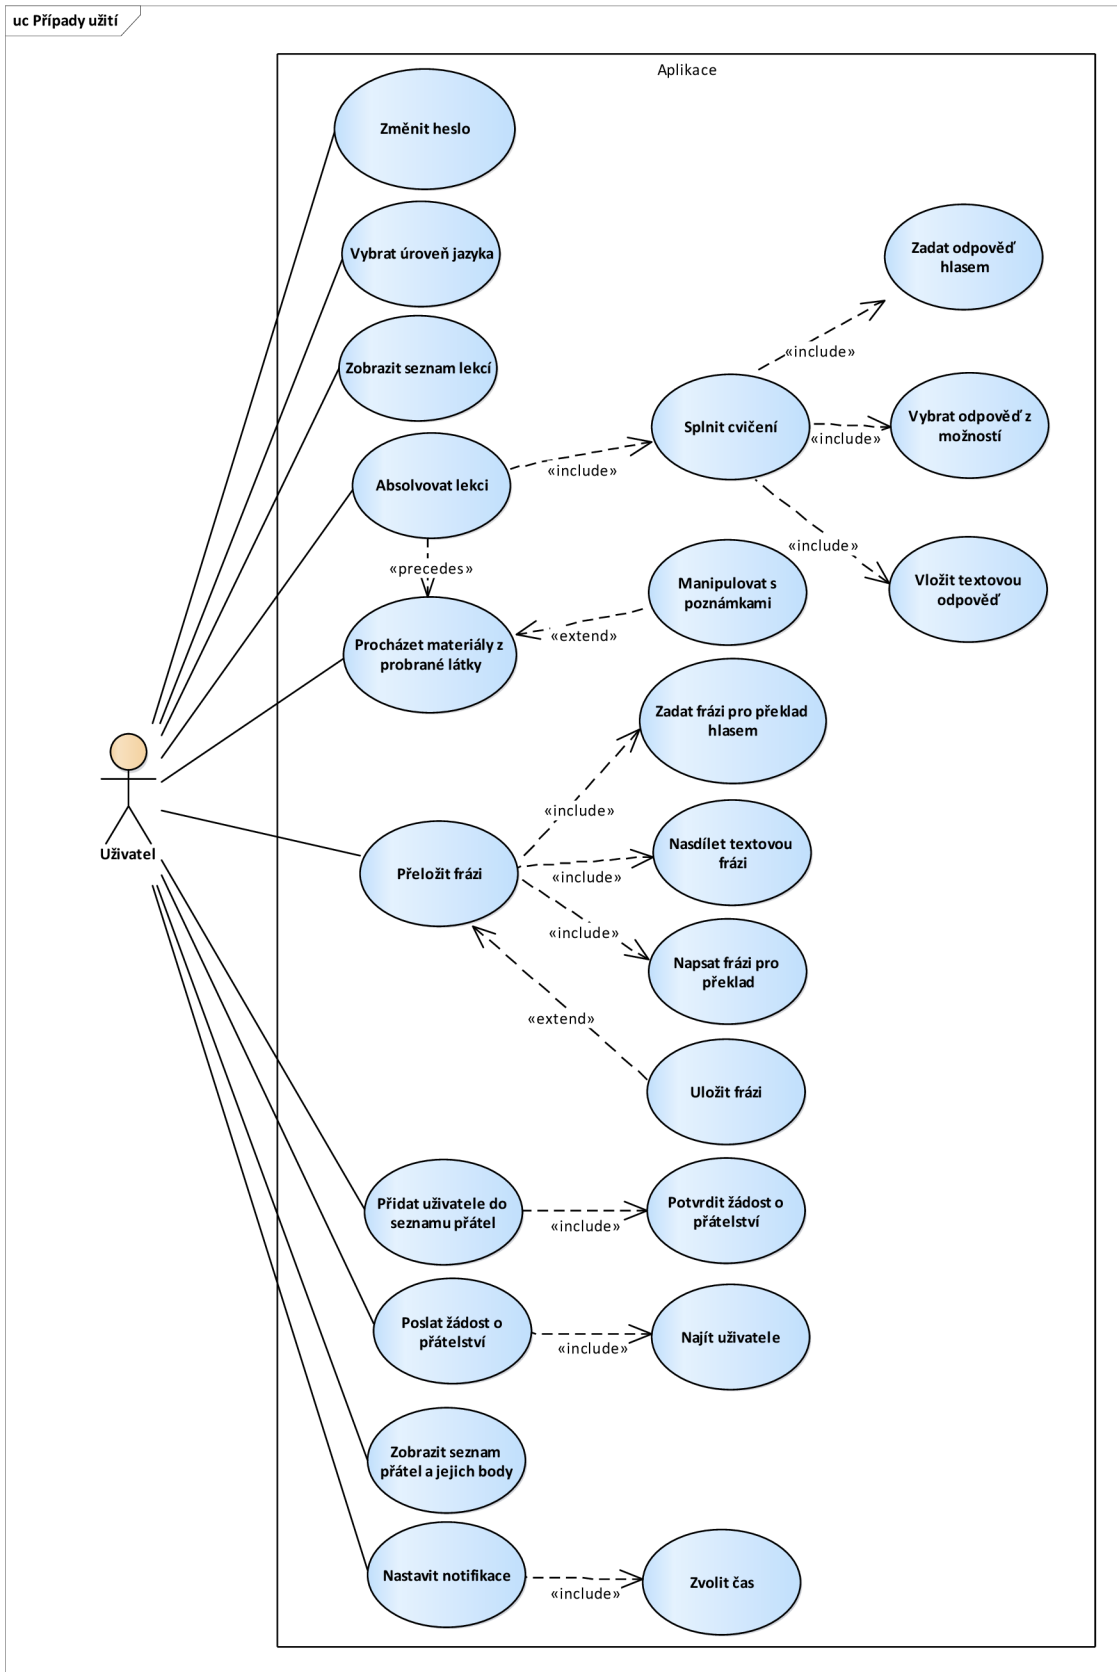 uc Případy užití
Aplikace
Změnit heslo
Vybrat úroveň jazyka
Zobrazit seznam lekcí
Absolvovat lekci
«include»
Splnit cvičení
«include»
Zadat odpověď
hlasem
«include»
Vybrat odpověď z
možností
«include»
Vložit textovou
odpověď
«precedes»
Procházet materiály z
probrané látky
«extend»
Manipulovat s
poznámkami
Uživatel
Přeložit frázi
«include»
Zadat frázi pro překlad
hlasem
«include»
Nasdílet textovou
frázi
«include»
Napsat frázi pro
překlad
«extend»
Uložit frázi
Přidat uživatele do
seznamu přátel
«include»
Potvrdit žádost o
přátelství
Poslat žádost o
přátelství
«include»
Najít uživatele
Zobrazit seznam
přátel a jejich body
Nastavit notifikace
«include»
Zvolit čas